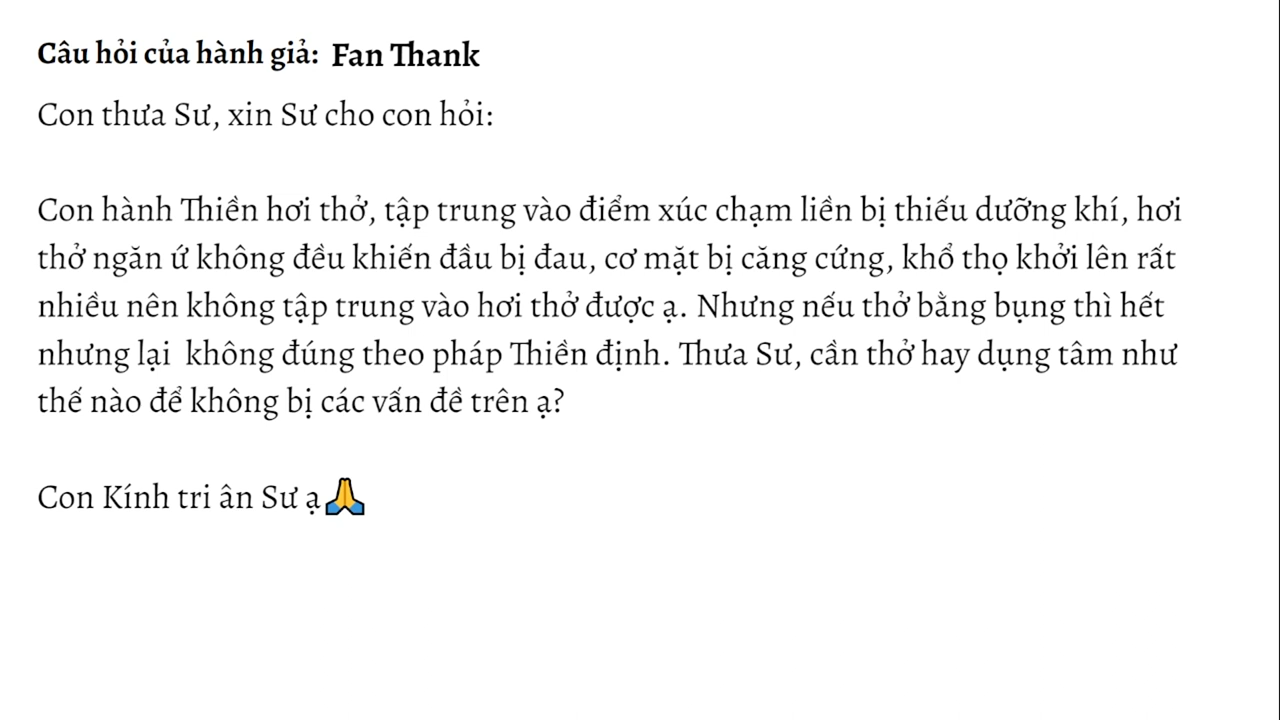 Câu hỏi của hành giả: Fan Thank
Con thưa Sư, xin Sư cho con hỏi:
Con hành Thiền hơi thở, tập trung vào điểm xúc chạm liền bị thiếu dưỡng khí, hơi
thở ngăn ứ không đều khiến đầu bị đau, cơ mặt bị căng cứng, khổ thọ khởi lên rất
nhiều nên không tập trung vào hơi thở được ạ. Nhưng nếu thở bằng bụng thì hết
nhưng lại không đúng theo pháp Thiền định. Thưa Sư, cần thở hay dụng tâm như
thế nào để không bị các vấn đề trên ạ?
Con Kính tri ân Sư ạ🙏